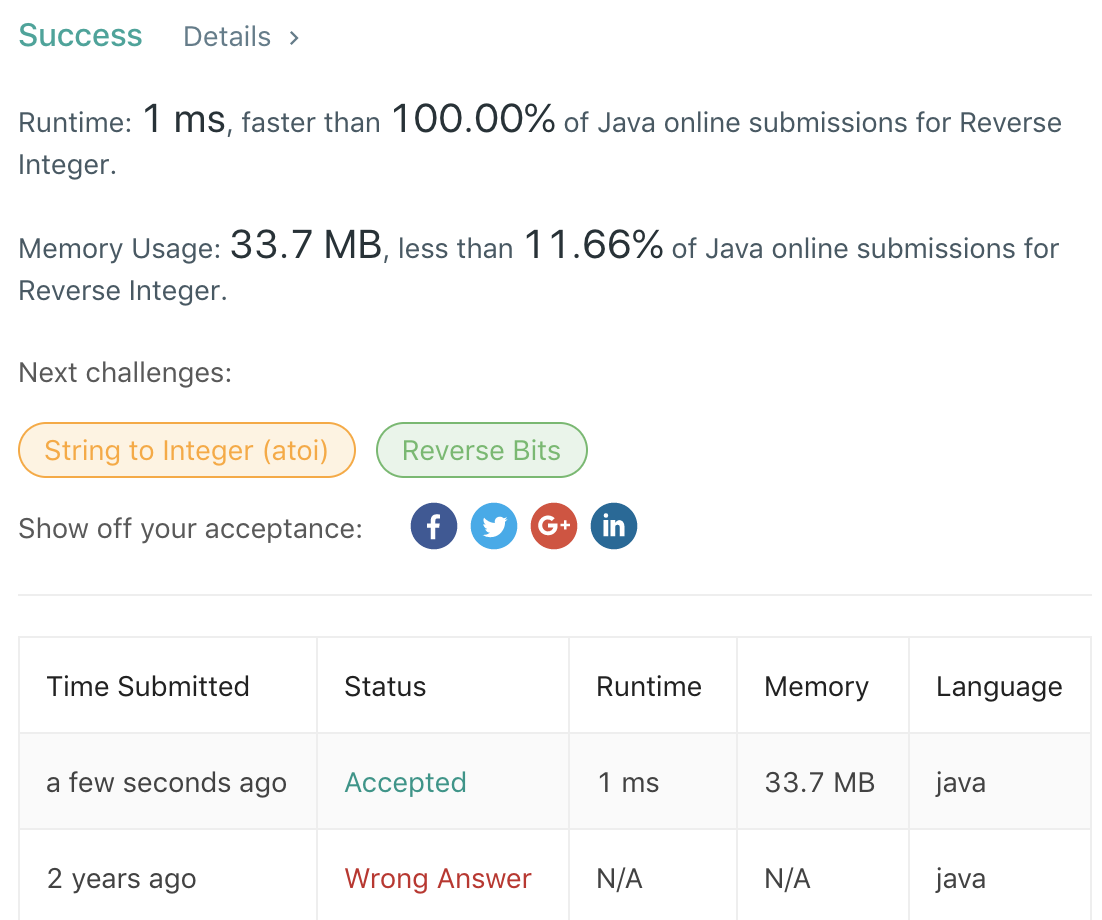 Success Details >
Runtime: 1 ms, faster than 100.00% of Java online submissions for Reverse
Integer.
Memory Usage: 33.7 MB, less than 11.66% of Java online submissions for
Reverse Integer.
Next challenges:
String to Integer (atoi) Reverse Bits
Show off your acceptance: f G+ in
Time Submitted Status Runtime Memory Language
a few seconds ago Accepted 1 ms 33.7 MB java
2 years ago Wrong Answer N/A N/A java